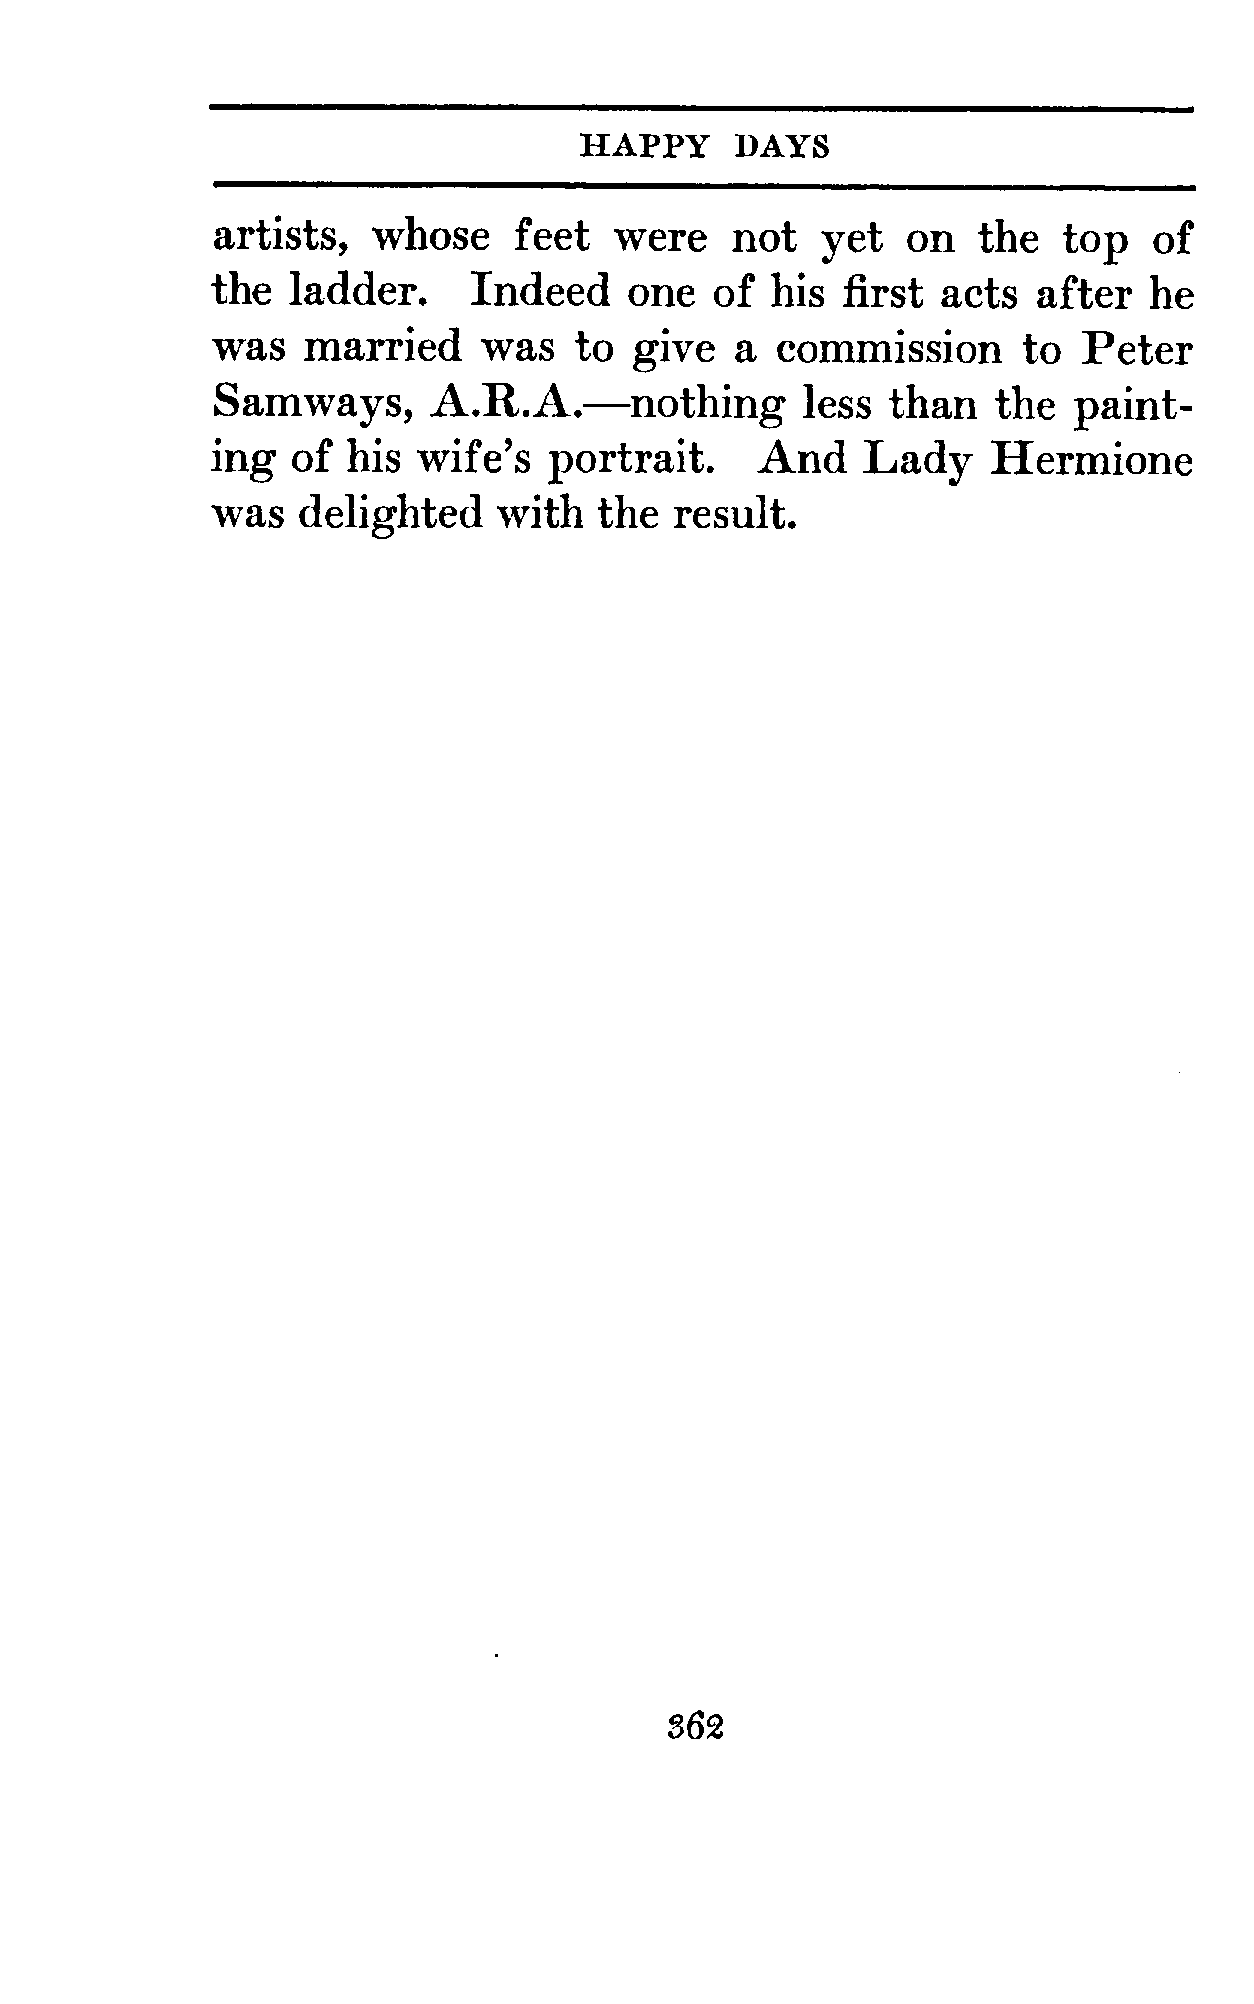 HAPPY DAYS
artists, whose feet were not yet on the top of
the ladder. Indeed one of his first acts after he
was married was to give a commission to Peter
Samways, A.R.A.—nothing less than the paint-
ing of his wife's portrait. And Lady Hermione
was delighted with the result.
362